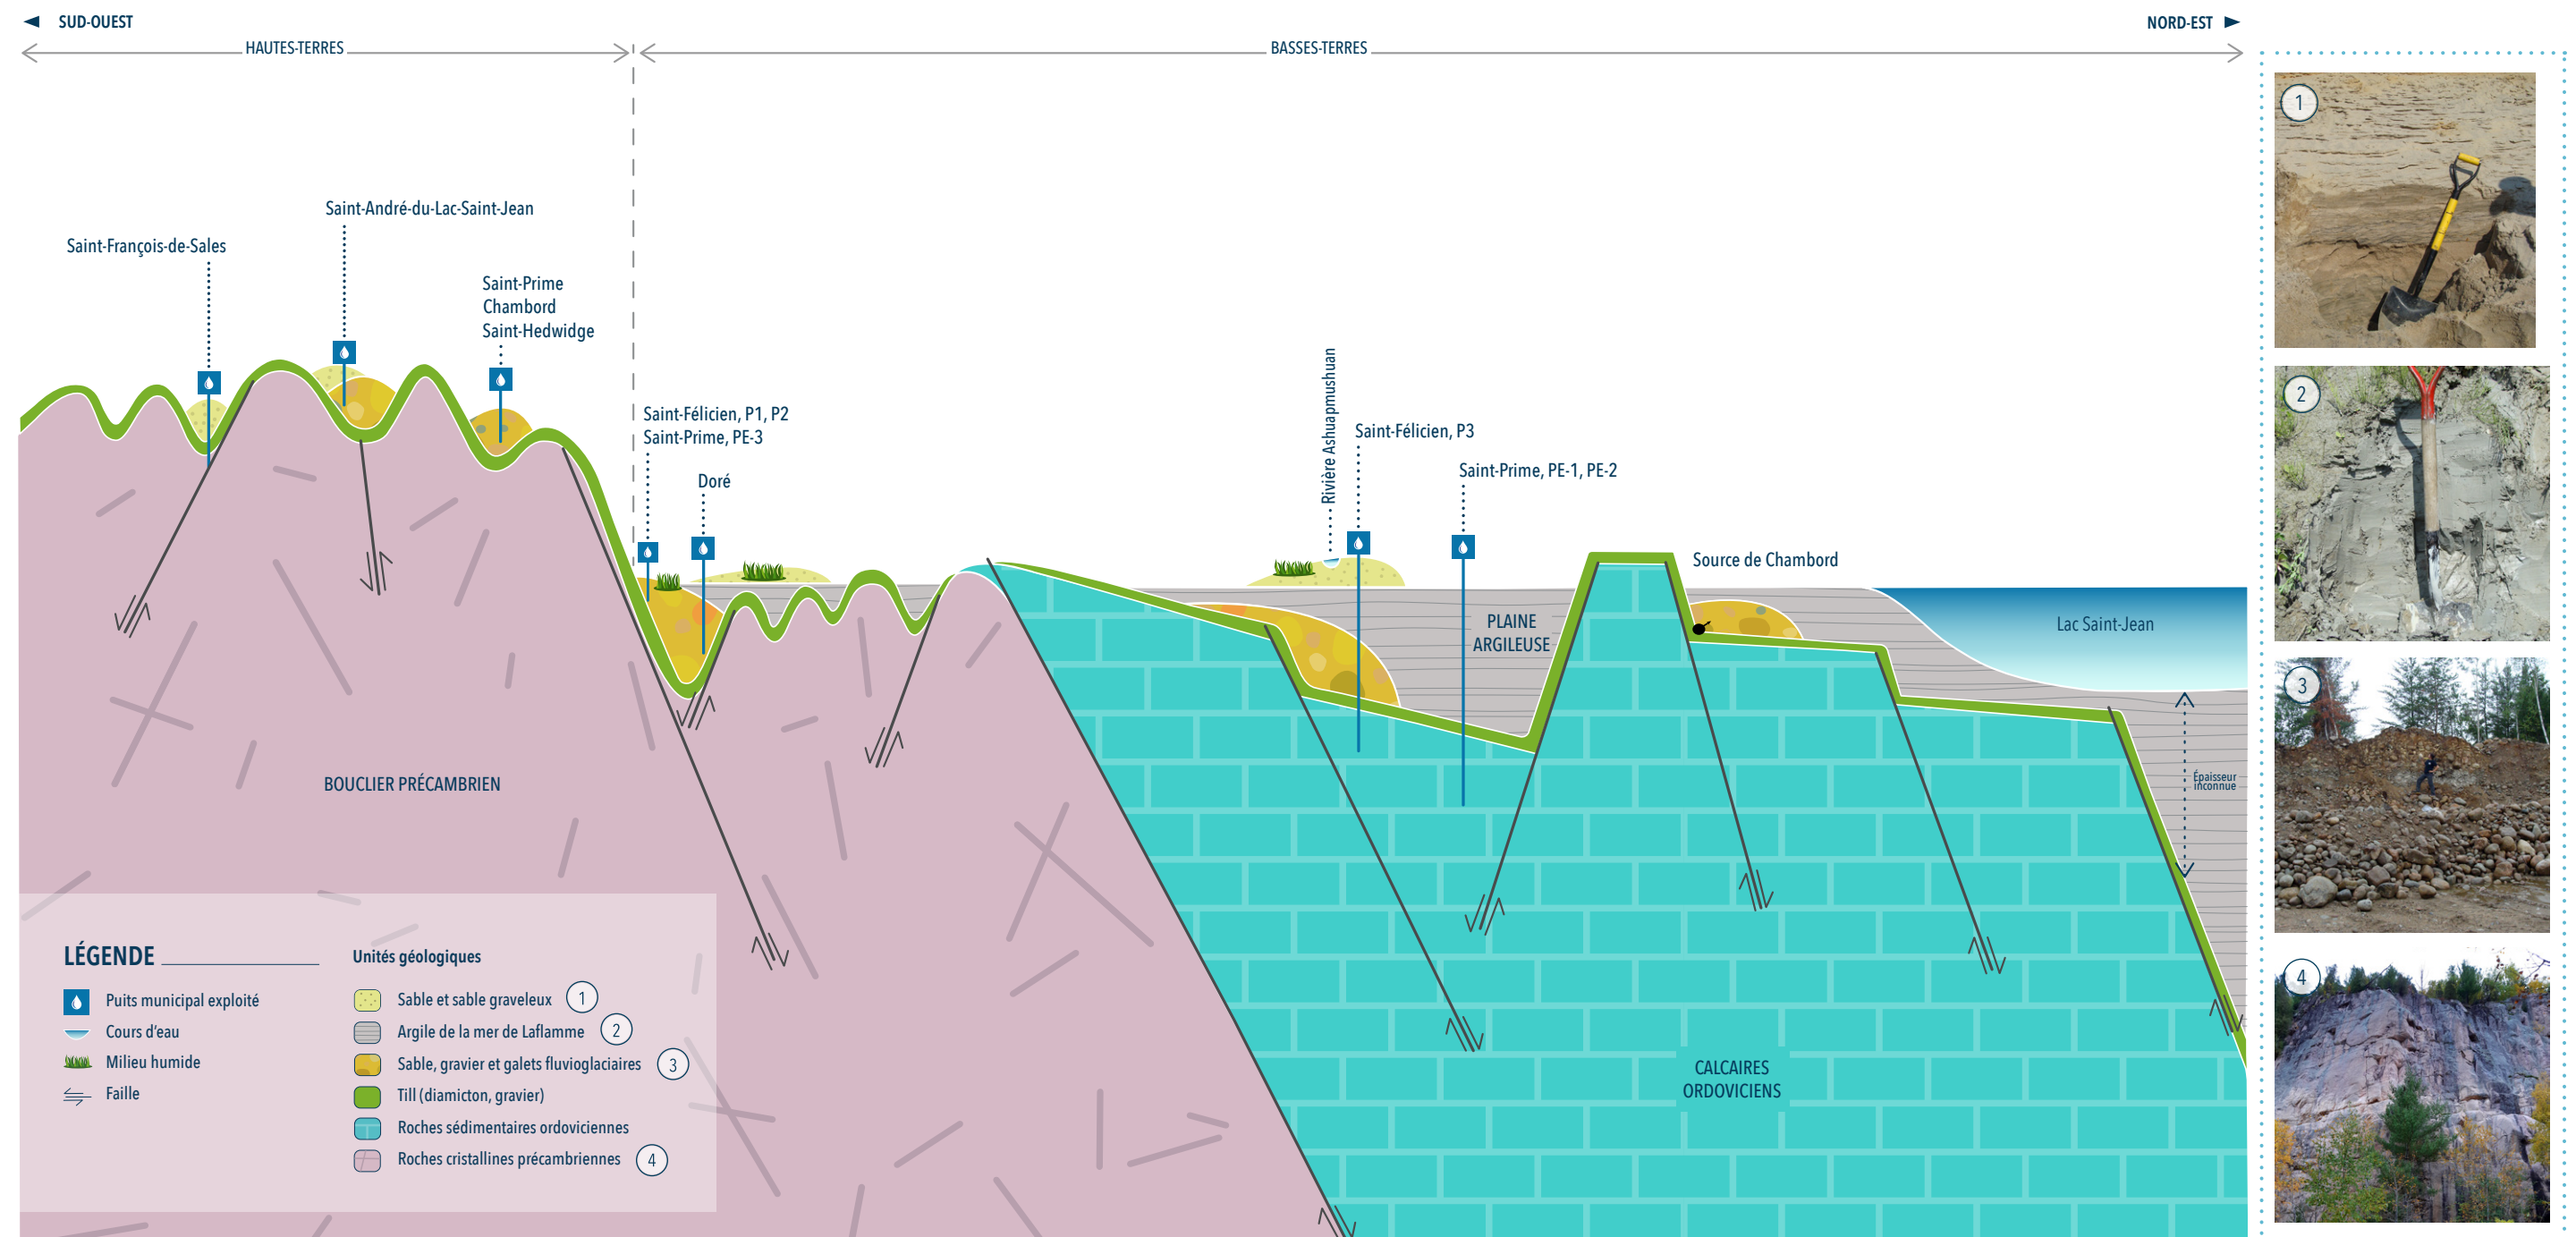 SUD-OUEST
NORD-EST
HAUTES-TERRES
BASSES-TERRES
Saint-François-de-Sales
Saint-André-du-Lac-Saint-Jean
Saint-Prime
Chambord
Saint-Hedwidge
Saint-Félicien, P1, P2
Saint-Prime, PE-3
Doré
Rivière Ashuapmushuan
Saint-Félicien, P3
Saint-Prime, PE-1, PE-2
Source de Chambord
PLAINE
ARGILEUSE
Lac Saint-Jean
Épaisseur
inconnue
BOUCLIER PRÉCAMBRIEN
CALCAIRES
ORDOVICIENS
LÉGENDE
Puits municipal exploité
Cours d'eau
Milieu humide
Faille
Unités géologiques
Sable et sable graveleux 1
Argile de la mer de Laflamme 2
Sable, gravier et galets fluvioglaciaires 3
Till (diamicton, gravier)
Roches sédimentaires ordoviciennes
Roches cristallines précambriennes 4
1
2
3
4